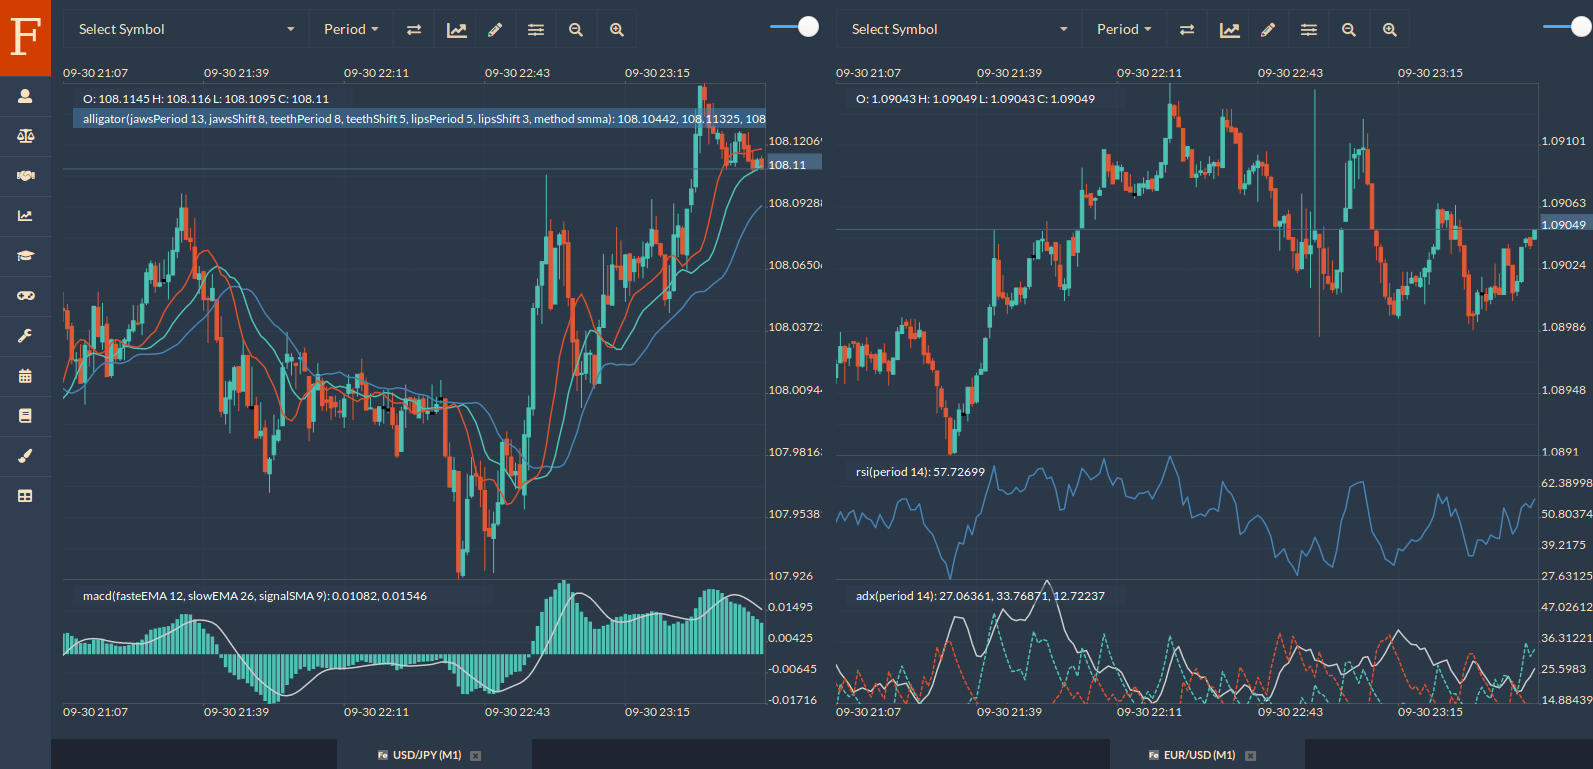 F
Select Symbol Period
09-30 21:07 09-30 21:39 09-30 22:11 09-30 22:43 09-30 23:15
O: 108.1145 H: 108.116 L: 108.1095 C: 108.11
alligator(jawsPeriod 13, jawsShift 8, teethPeriod 8, teethShift 5, lipsPeriod 5, lipsShift 3, method smma): 108.10442, 108.11325, 108
108.1206
108.11
108.0928
108.0650
108.0372
108.0094
107.9816
107.9538
107.926
macd(fasteEMA 12, slowEMA 26, signalSMA 9): 0.01082, 0.01546
0.01495
0.00425
-0.00645
-0.01716
09-30 21:07 09-30 21:39 09-30 22:11 09-30 22:43 09-30 23:15
Fe USD/JPY (M1) x
Select Symbol Period
09-30 21:07 09-30 21:39 09-30 22:11 09-30 22:43 09-30 23:15
O: 1.09043 H: 1.09049 L: 1.09043 C: 1.09049
1.09101
1.09063
1.09049
1.09024
1.08986
1.08948
1.0891
rsi(period 14): 57.72699
62.38998
50.80374
39.2175
27.63125
adx(period 14): 27.06361, 33.76871, 12.72237
47.02612
36.31221
25.5983
14.88439
09-30 21:07 09-30 21:39 09-30 22:11 09-30 22:43 09-30 23:15
Fe EUR/USD (M1) x